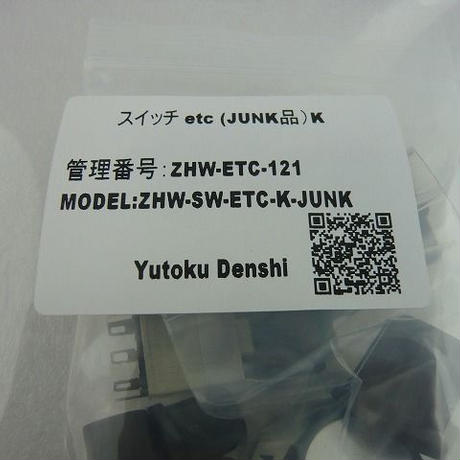 スイッチ etc (JUNK品)K
管理番号:ZHW-ETC-121
MODEL:ZHW-SW-ETC-K-JUNK
Yutoku Denshi